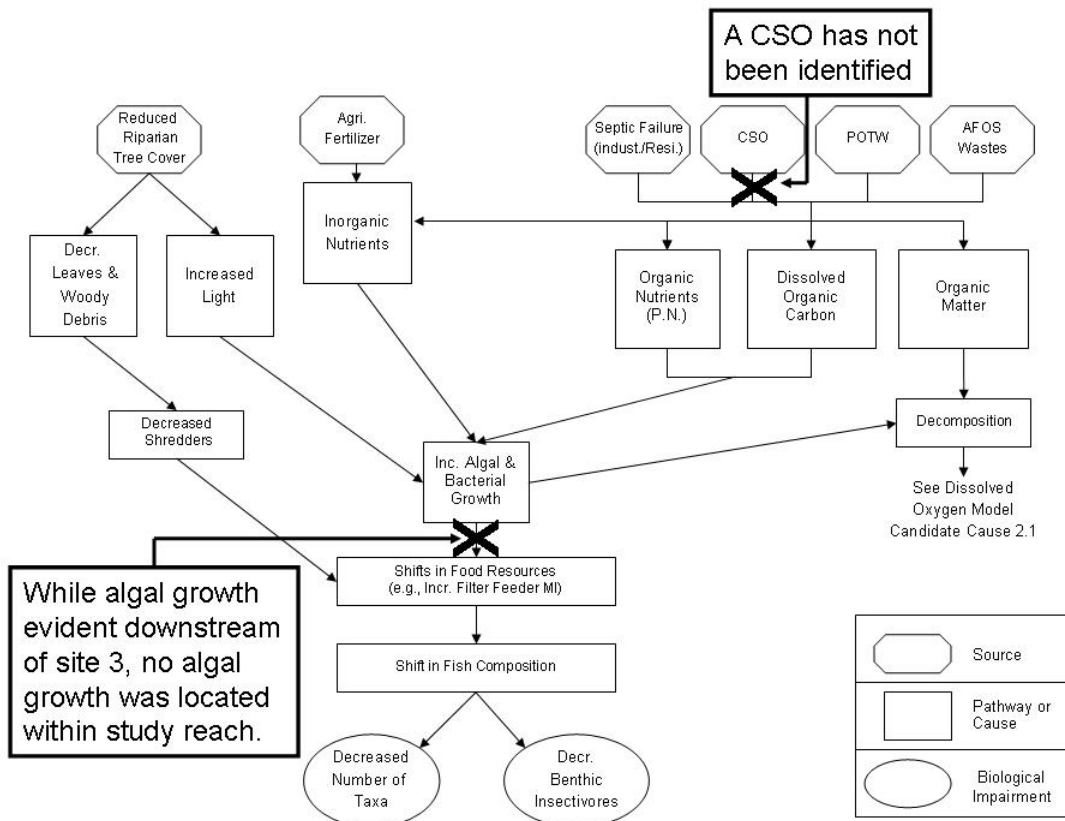 A CSO has not
been identified
Reduced
Riparian
Tree Cover
Agri.
Fertilizer
Septic Failure
(indust./Resi.)
CSO
POTW
AFOS
Wastes
Decr.
Leaves &
Woody
Debris
Increased
Light
Inorganic
Nutrients
Organic
Nutrients
(P.N.)
Dissolved
Organic
Carbon
Organic
Matter
Decreased
Shredders
Inc. Algal &
Bacterial
Growth
Decomposition
See Dissolved
Oxygen Model
Candidate Cause 2.1
While algal growth
evident downstream
of site 3, no algal
growth was located
within study reach.
Shifts in Food Resources
(e.g., Incr. Filter Feeder MI)
Shift in Fish Composition
Decreased
Number of
Taxa
Decr.
Benthic
Insectivores
Source
Pathway or
Cause
Biological
Impairment